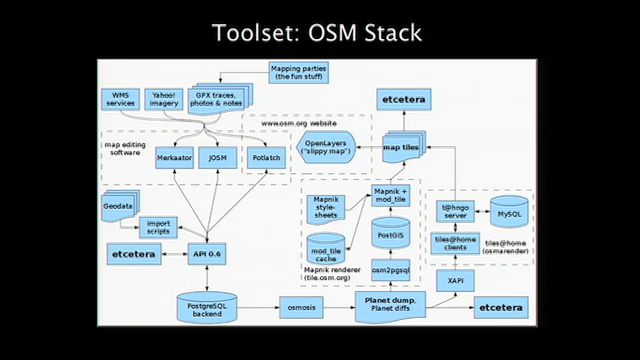 Toolset: OSM Stack
Mapping parties
(the fun stuff)
WMS
services
Yahoo!
imagery
GPX traces,
photos & notes
etcetera
www.osm.org website
map editing
software
Merkaator
JOSM
Potlatch
OpenLayers
("slippy map")
map tiles
Geodata
import
scripts
etcetera
API 0.6
Mapnik
style-
sheets
Mapnik +
mod_tile
mod_tile
cache
PostGIS
Mapnik renderer
(tile.osm.org)
osm2pgsql
t@hngo
server
MySQL
tiles@home
clients
tiles@home
(osmarender)
XAPI
PostgreSQL
backend
osmosis
Planet dump,
Planet diffs
etcetera